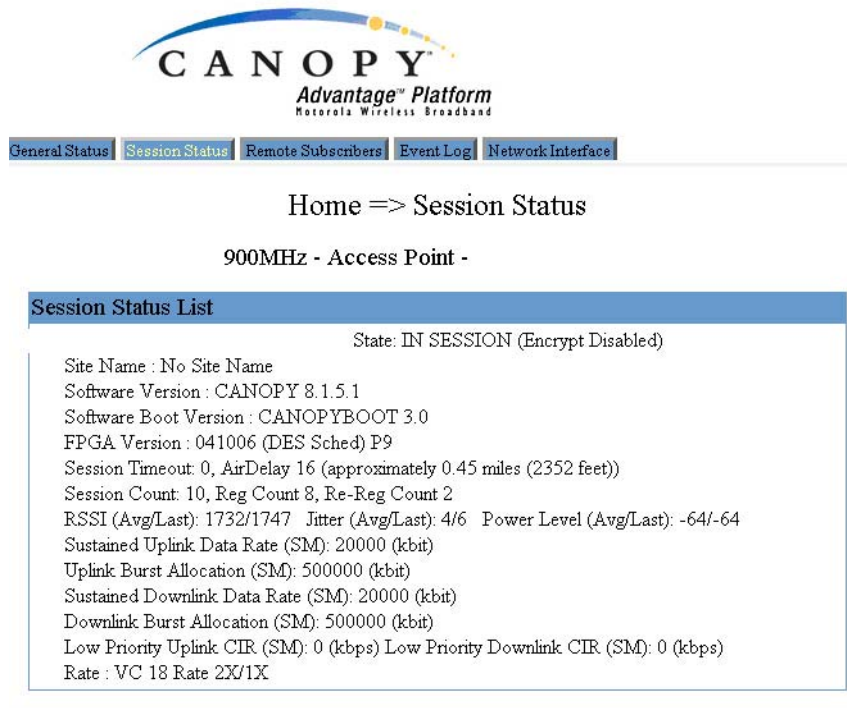 CANOPY™
Advantage™ Platform
Motorola Wireless Broadband
General Status Session Status Remote Subscribers Event Log Network Interface
Home => Session Status
900MHz - Access Point -
Session Status List
State: IN SESSION (Encrypt Disabled)
Site Name : No Site Name
Software Version : CANOPY 8.1.5.1
Software Boot Version : CANOPYBOOT 3.0
FPGA Version : 041006 (DES Sched) P9
Session Timeout: 0, AirDelay 16 (approximately 0.45 miles (2352 feet))
Session Count: 10, Reg Count 8, Re-Reg Count 2
RSSI (Avg/Last): 1732/1747 Jitter (Avg/Last): 4/6 Power Level (Avg/Last): -64/-64
Sustained Uplink Data Rate (SM): 20000 (kbit)
Uplink Burst Allocation (SM): 500000 (kbit)
Sustained Downlink Data Rate (SM): 20000 (kbit)
Downlink Burst Allocation (SM): 500000 (kbit)
Low Priority Uplink CIR (SM): 0 (kbps) Low Priority Downlink CIR (SM): 0 (kbps)
Rate : VC 18 Rate 2X/1X